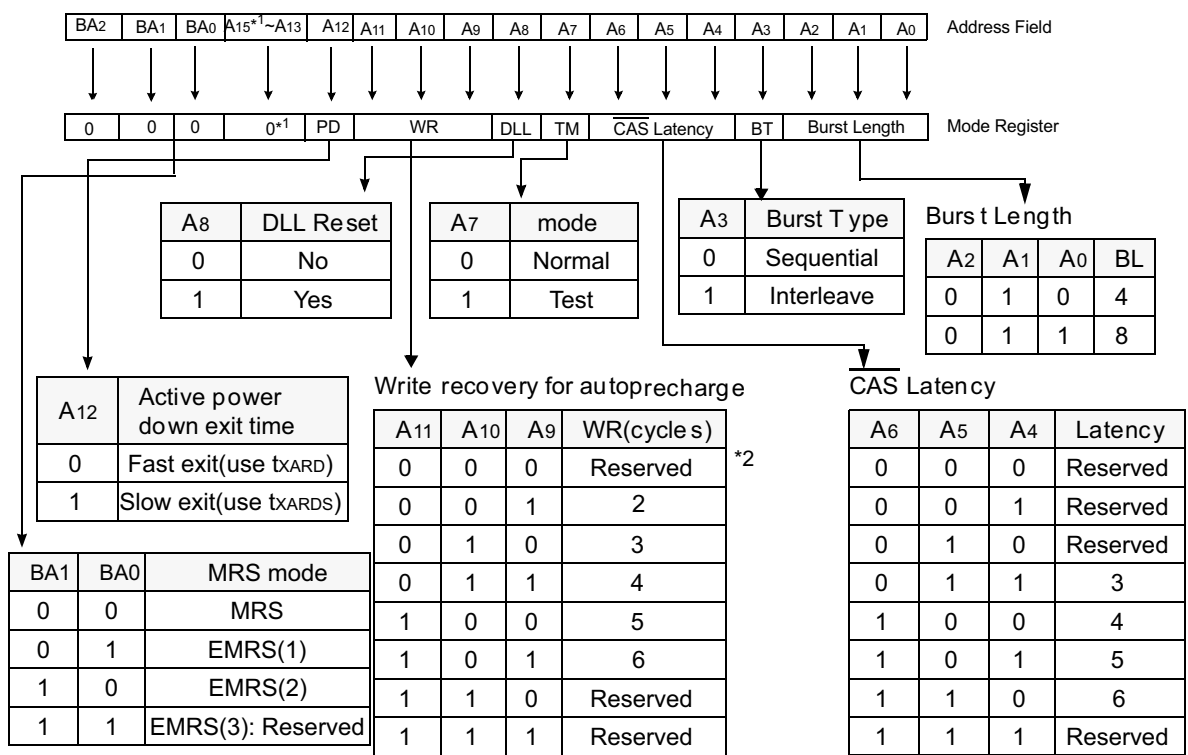 BA2 BA1 BA0 A15*1~A13 A12 A11 A10 A9 A8 A7 A6 A5 A4 A3 A2 A1 A0 Address Field
0 0 0 0*1 PD WR DLL TM CAS Latency BT Burst Length Mode Register
A8 DLL Reset
0 No
1 Yes
A7 mode
0 Normal
1 Test
A3 Burst Type
0 Sequential
1 Interleave
Burst Length
A2 A1 A0 BL
0 1 0 4
0 1 1 8
A12 Active power
down exit time
0 Fast exit(use tXARD)
1 Slow exit(use tXARDS)
Write recovery for autoprecharge
A11 A10 A9 WR(cycles)
0 0 0 Reserved *2
0 0 1 2
0 1 0 3
0 1 1 4
1 0 0 5
1 0 1 6
1 1 0 Reserved
1 1 1 Reserved
CAS Latency
A6 A5 A4 Latency
0 0 0 Reserved
0 0 1 Reserved
0 1 0 Reserved
0 1 1 3
1 0 0 4
1 0 1 5
1 1 0 6
1 1 1 Reserved
BA1 BA0 MRS mode
0 0 MRS
0 1 EMRS(1)
1 0 EMRS(2)
1 1 EMRS(3): Reserved